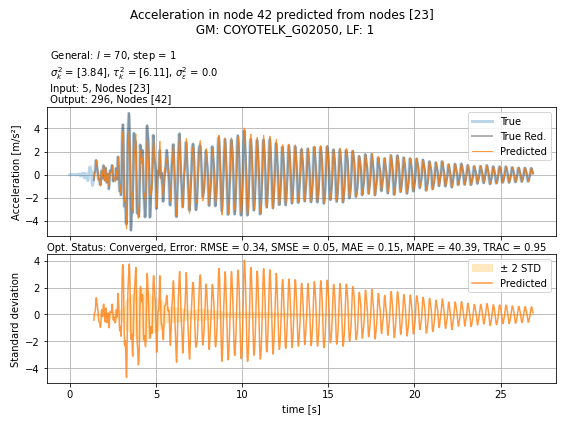 Acceleration in node 42 predicted from nodes [23]
GM: COYOTELK_G02050, LF: 1
General: l = 70, step = 1
σ²ₖ = [3.84], τ²ₖ = [6.11], σ²ε = 0.0
Input: 5, Nodes [23]
Output: 296, Nodes [42]
Acceleration [m/s²]
4
2
0
−2
−4
True
True Red.
Predicted
Opt. Status: Converged, Error: RMSE = 0.34, SMSE = 0.05, MAE = 0.15, MAPE = 40.39, TRAC = 0.95
Standard deviation
4
2
0
−2
−4
± 2 STD
Predicted
0 5 10 15 20 25
time [s]